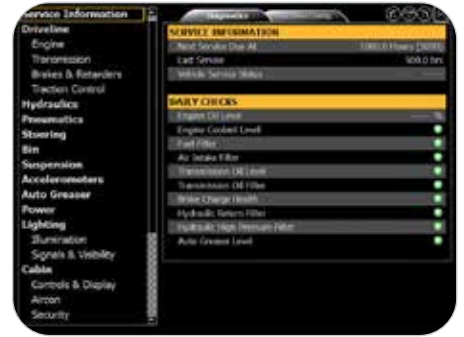 Service Information
Driveline
Engine
Transmission
Brakes & Retarders
Traction Control
Hydraulics
Pneumatics
Steering
Bin
Suspension
Accelerometers
Auto Greaser
Power
Lighting
Illumination
Signals & Visibility
Cabin
Controls & Display
Aircon
Security
Diagnostics
SERVICE INFORMATION
Next Service Due At
Last Service
500.0 hrs
Vehicle Service Status
DAILY CHECKS
Engine Oil Level
%
Engine Coolant Level
Fuel Filter
Air Intake Filter
Transmission Oil Level
Transmission Oil Filter
Brake Charge Health
Hydraulic Return Filter
Hydraulic High Pressure Filter
Auto Greaser Level